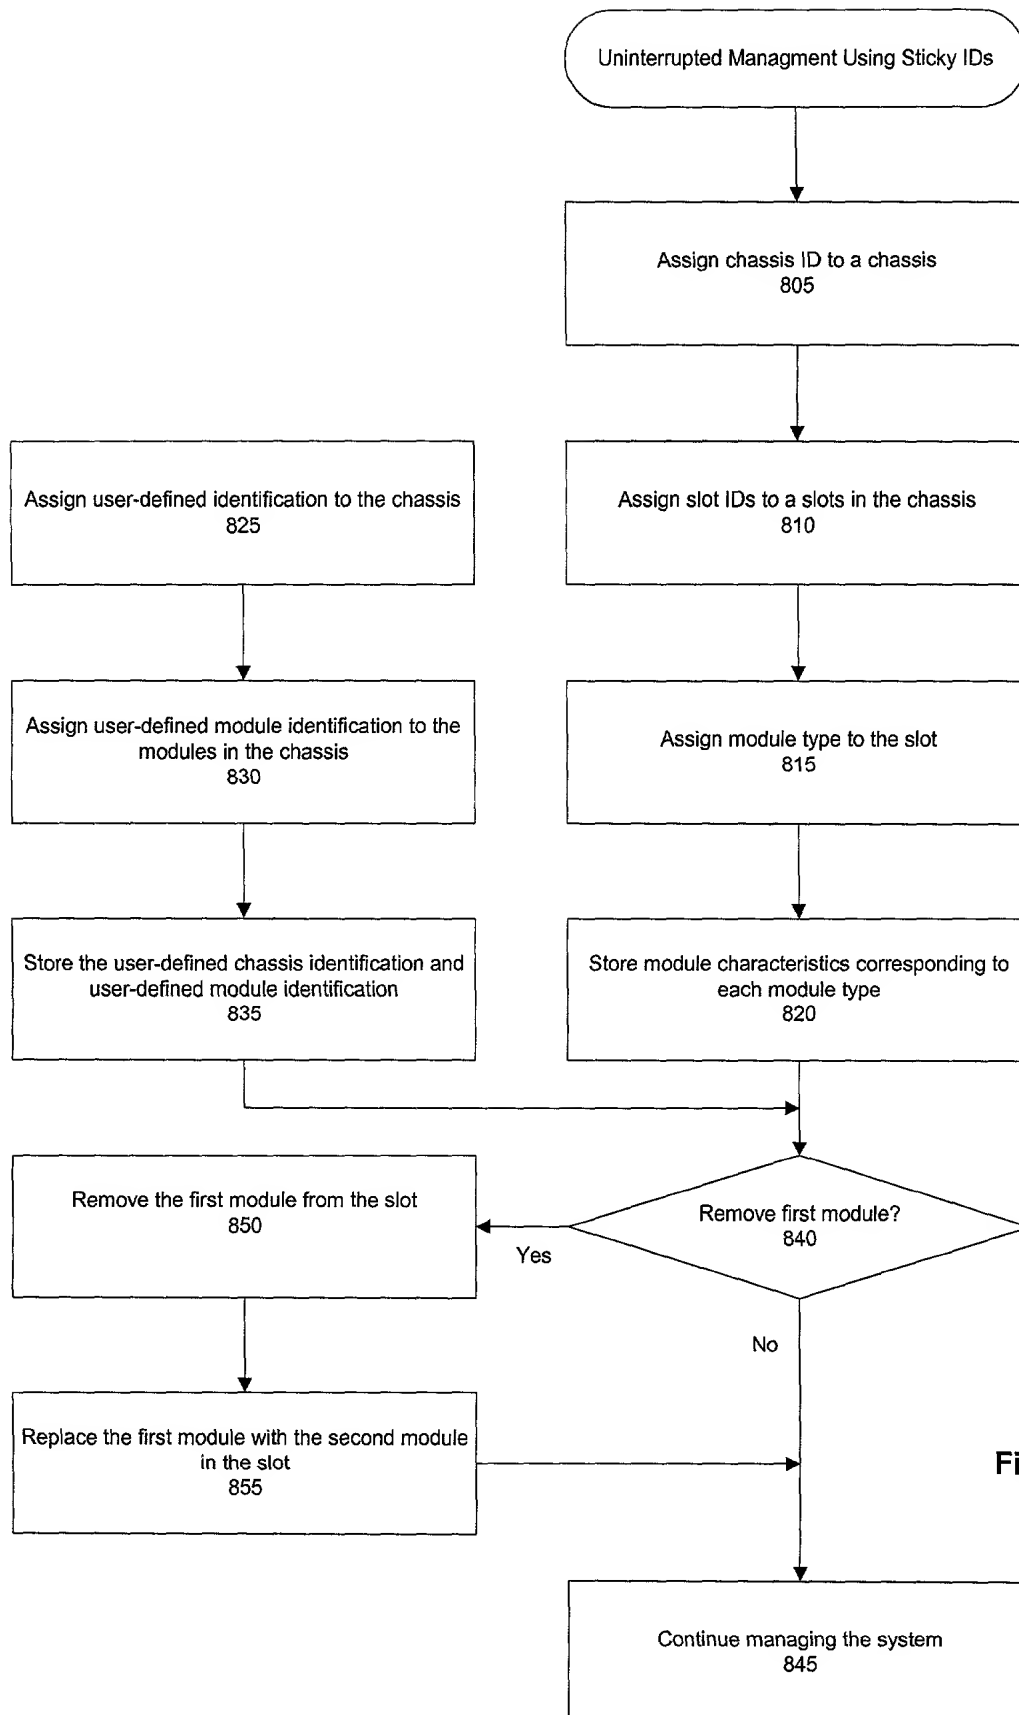 Uninterrupted Managment Using Sticky IDs
Assign chassis ID to a chassis
805
Assign user-defined identification to the chassis
825
Assign slot IDs to a slots in the chassis
810
Assign user-defined module identification to the
modules in the chassis
830
Assign module type to the slot
815
Store the user-defined chassis identification and
user-defined module identification
835
Store module characteristics corresponding to
each module type
820
Remove the first module from the slot
850
Remove first module?
840
Yes
No
Replace the first module with the second module
in the slot
855
Fi
Continue managing the system
845